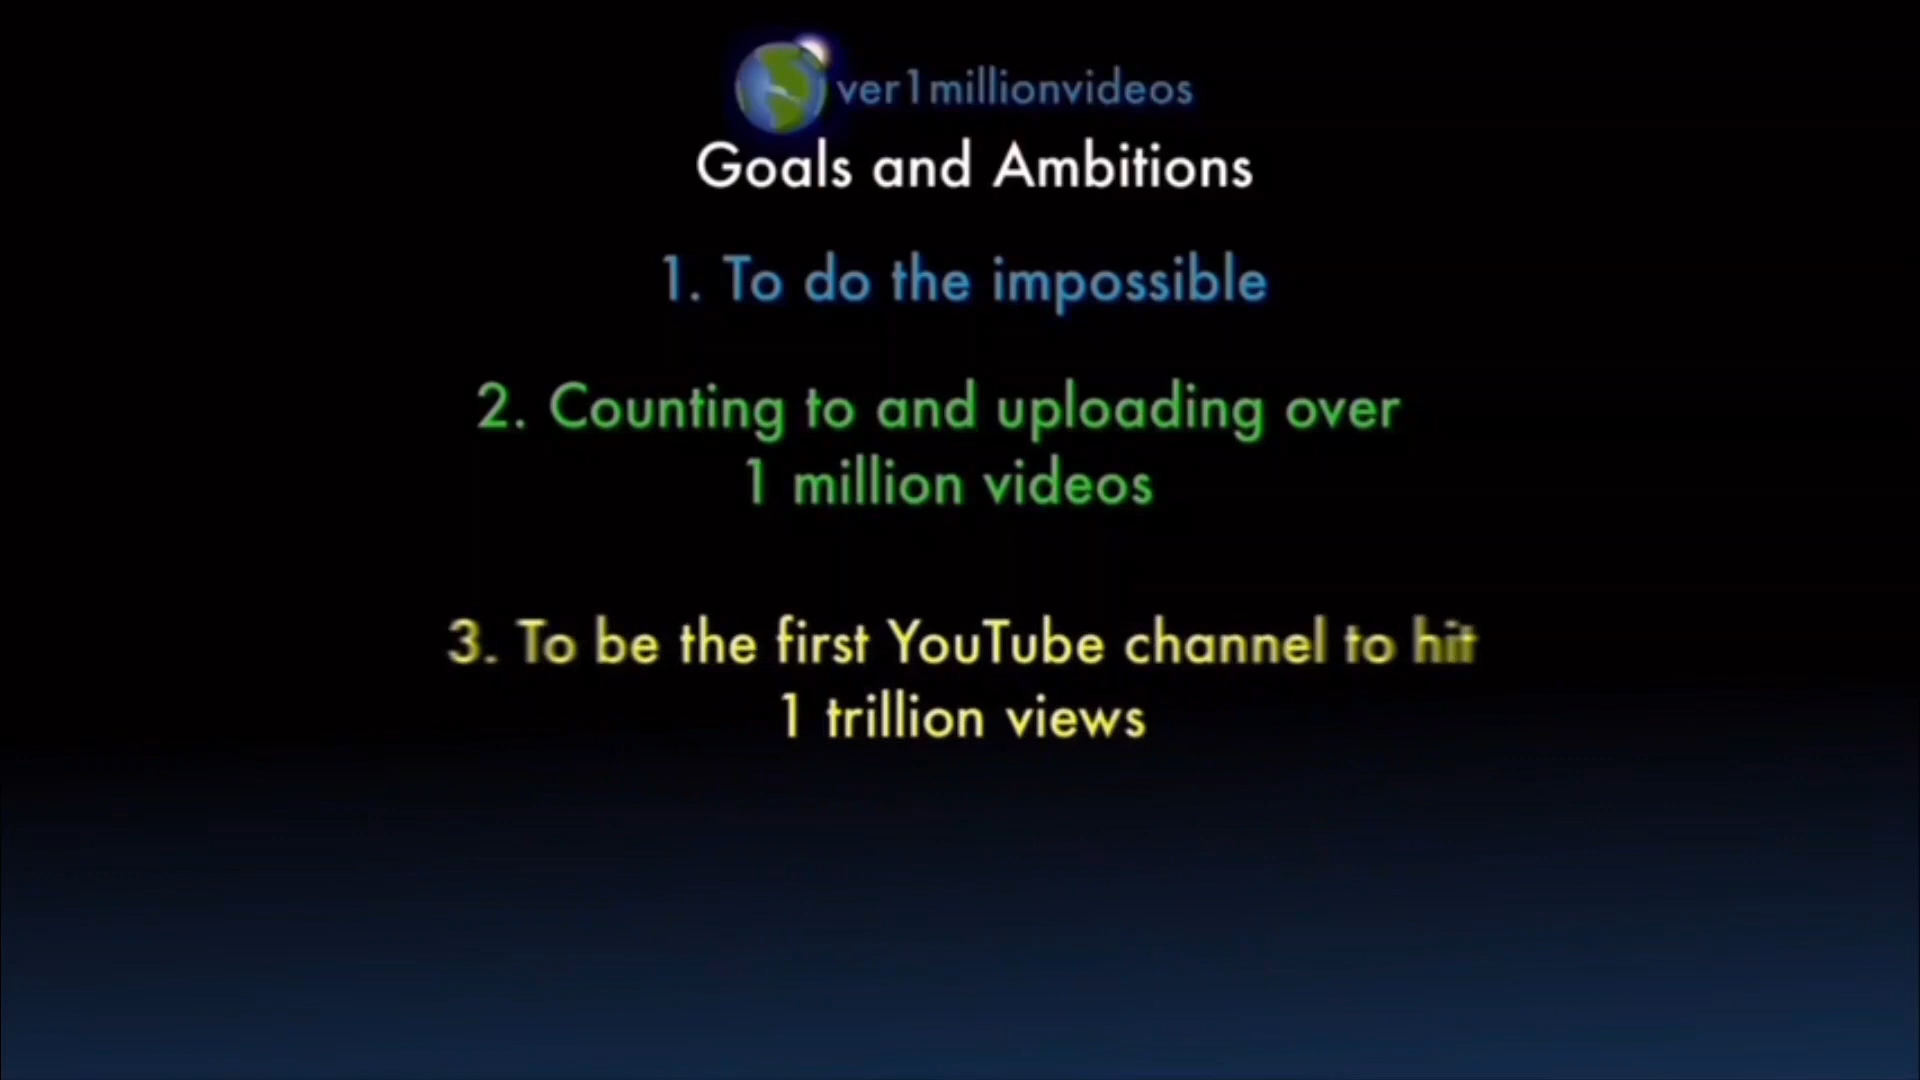 ver1millionvideos
Goals and Ambitions
1. To do the impossible
2. Counting to and uploading over
1 million videos
3. To be the first YouTube channel to hit
1 trillion views